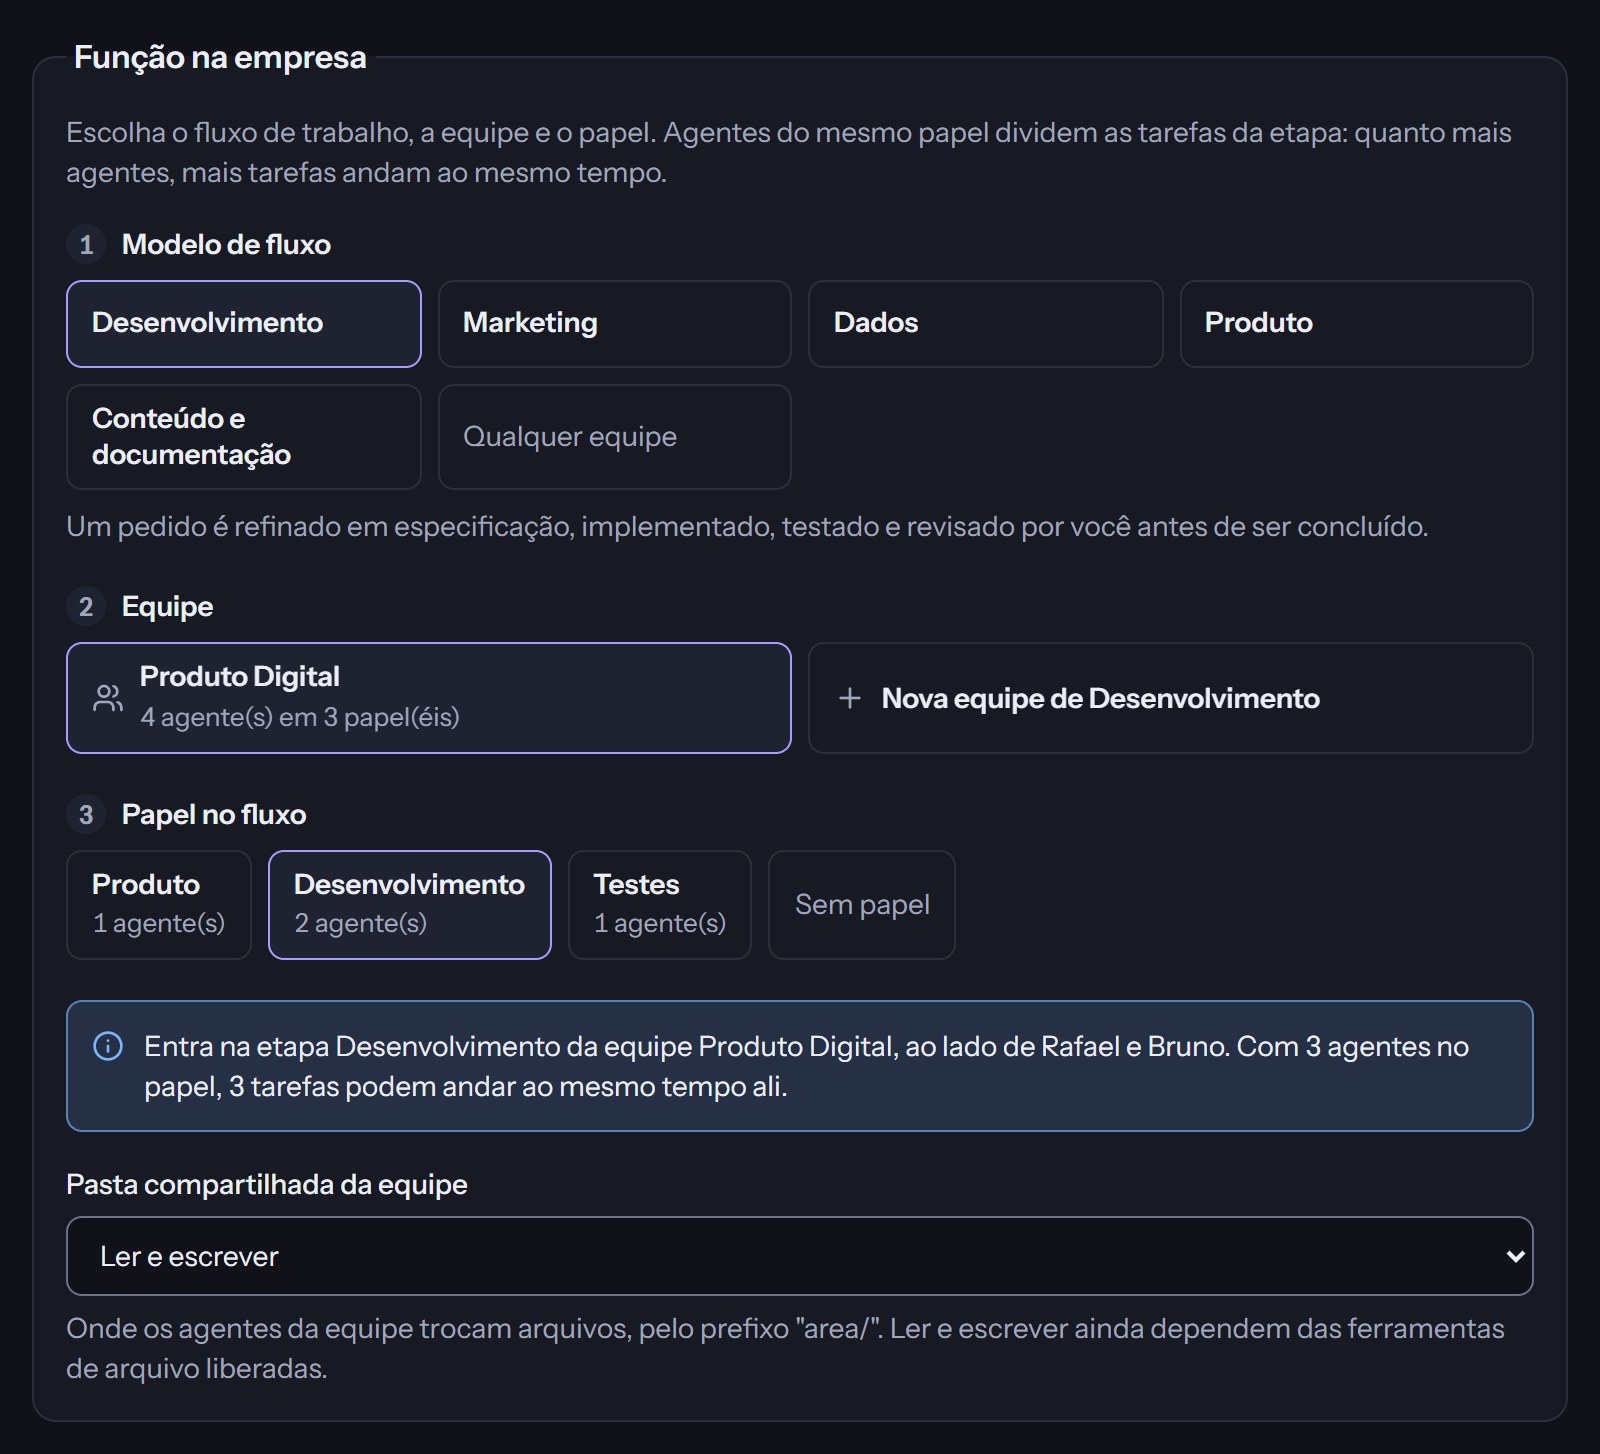 Função na empresa
Escolha o fluxo de trabalho, a equipe e o papel. Agentes do mesmo papel dividem as tarefas da etapa: quanto mais
agentes, mais tarefas andam ao mesmo tempo.
1 Modelo de fluxo
Desenvolvimento
Marketing
Dados
Produto
Conteúdo e
documentação
Qualquer equipe
Um pedido é refinado em especificação, implementado, testado e revisado por você antes de ser concluído.
2 Equipe
Produto Digital
4 agente(s) em 3 papel(éis)
Nova equipe de Desenvolvimento
3 Papel no fluxo
Produto
1 agente(s)
Desenvolvimento
2 agente(s)
Testes
1 agente(s)
Sem papel
Entra na etapa Desenvolvimento da equipe Produto Digital, ao lado de Rafael e Bruno. Com 3 agentes no
papel, 3 tarefas podem andar ao mesmo tempo ali.
Pasta compartilhada da equipe
Ler e escrever
Onde os agentes da equipe trocam arquivos, pelo prefixo "area/". Ler e escrever ainda dependem das ferramentas
de arquivo liberadas.